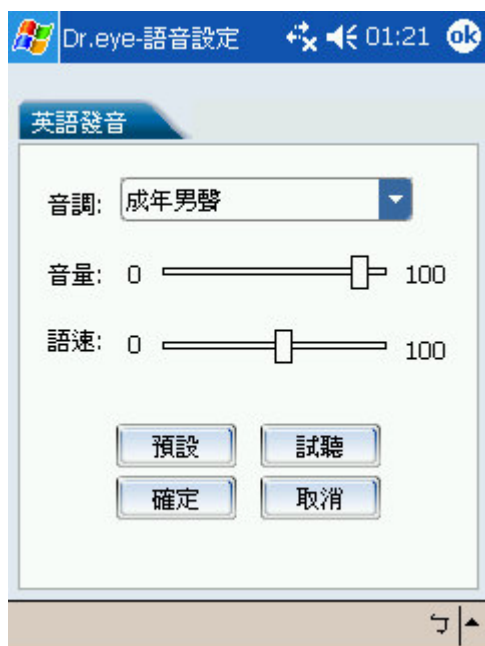 Dr.eye-語音設定 01:21 ok
英語發音
音調: 成年男聲
音量: 0 100
語速: 0 100
預設 試聽
確定 取消
ㄅ